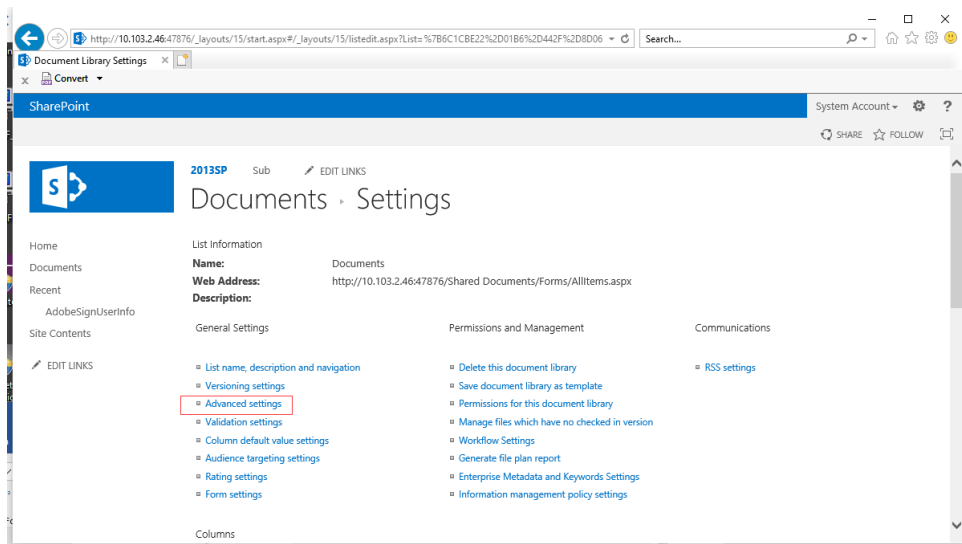 http://10.103.2.46:47876/_layouts/15/start.aspx#/_layouts/15/listedit.aspx?List=%7B6C1CBE22%2D01B6%2D442F%2D8D06
Search...
Document Library Settings
x Convert
SharePoint
System Account
?
SHARE FOLLOW
S
2013SP Sub EDIT LINKS
Documents Settings
Home
Documents
Recent
AdobeSignUserInfo
Site Contents
EDIT LINKS
List Information
Name: Documents
Web Address: http://10.103.2.46:47876/Shared Documents/Forms/AllItems.aspx
Description:
General Settings
List name, description and navigation
Versioning settings
Advanced settings
Validation settings
Column default value settings
Audience targeting settings
Rating settings
Form settings
Permissions and Management
Delete this document library
Save document library as template
Permissions for this document library
Manage files which have no checked in version
Workflow Settings
Generate file plan report
Enterprise Metadata and Keywords Settings
Information management policy settings
Communications
RSS settings
Columns